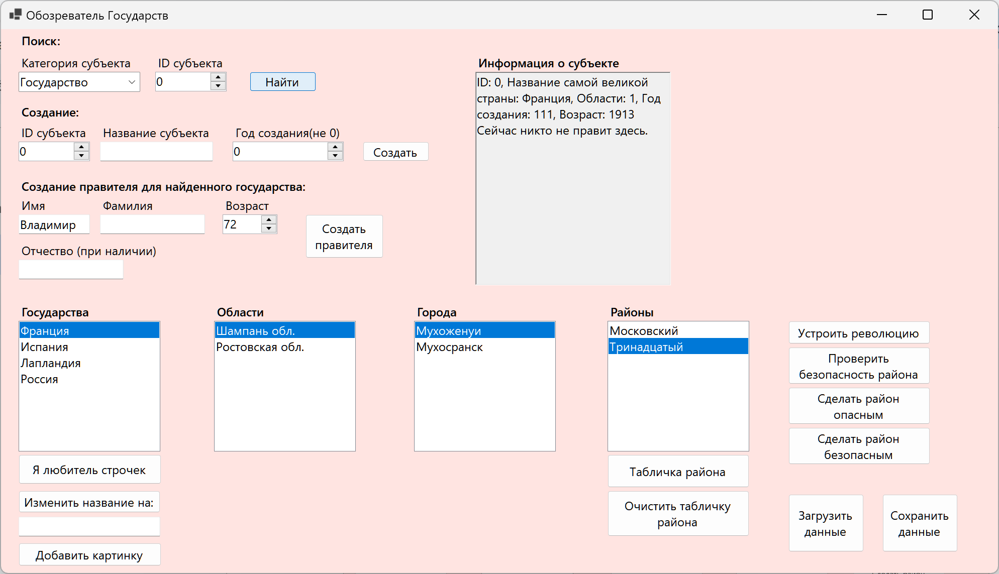 Обозреватель Государств
Поиск:
Категория субъекта
ID субъекта
Государство
0
Найти
Создание:
ID субъекта
Название субъекта
Год создания(не 0)
0
0
Создать
Создание правителя для найденного государства:
Имя
Фамилия
Возраст
Владимир
72
Создать
правителя
Отчество (при наличии)
Информация о субъекте
ID: 0, Название самой великой
страны: Франция, Области: 1, Год
создания: 111, Возраст: 1913
Сейчас никто не правит здесь.
Государства
Франция
Испания
Лапландия
Россия
Области
Шампань обл.
Ростовская обл.
Города
Мухоженуи
Мухосранск
Районы
Московский
Тринадцатый
Устроить революцию
Проверить
безопасность района
Сделать район
опасным
Сделать район
безопасным
Я любитель строчек
Изменить название на:
Добавить картинку
Табличка района
Очистить табличку
района
Загрузить
данные
Сохранить
данные